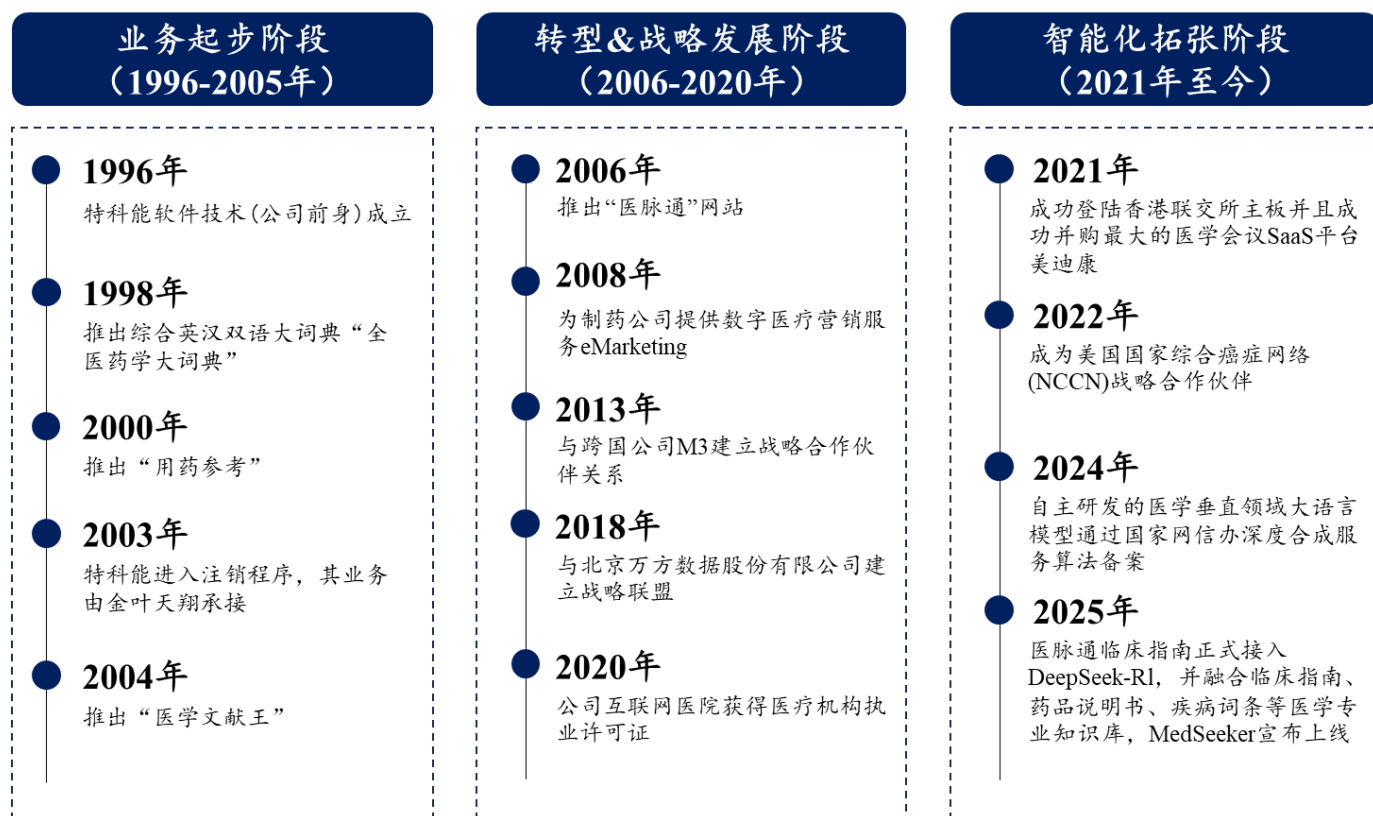 业务起步阶段
（1996-2005年）
1996年
特科能软件技术(公司前身)成立
1998年
推出综合英汉双语大词典“全
医药学大词典”
2000年
推出“用药参考”
2003年
特科能进入注销程序，其业务
由金叶天翔承接
2004年
推出“医学文献王”
转型&战略发展阶段
（2006-2020年）
2006年
推出“医脉通”网站
2008年
为制药公司提供数字医疗营销服
务eMarketing
2013年
与跨国公司M3建立战略合作伙
伴关系
2018年
与北京万方数据股份有限公司建
立战略联盟
2020年
公司互联网医院获得医疗机构执
业许可证
智能化拓张阶段
（2021年至今）
2021年
成功登陆香港联交所主板并且成
功并购最大的医学会议SaaS平台
美迪康
2022年
成为美国国家综合癌症网络
(NCCN)战略合作伙伴
2024年
自主研发的医学垂直领域大语言
模型通过国家网信办深度合成服
务算法备案
2025年
医脉通临床指南正式接入
DeepSeek-Rl，并融合临床指南、
药品说明书、疾病词条等医学专
业知识库，MedSeeker宣布上线